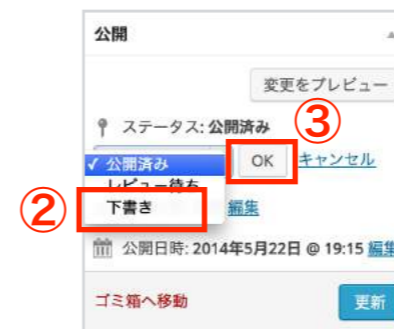 公開
変更をプレビュー
ステータス: 公開済み
③
✓ 公開済み
OK
キャンセル
レビュー待ち
②
下書き
編集
公開日時: 2014年5月22日 @ 19:15 編集
ゴミ箱へ移動
更新